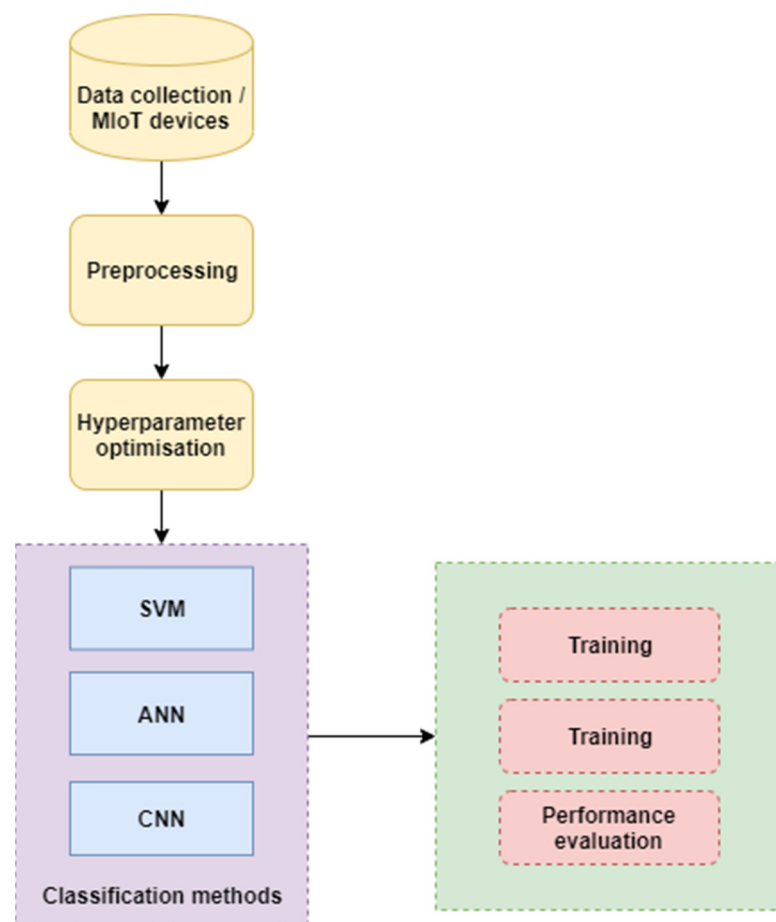 Data collection /
MIoT devices
Preprocessing
Hyperparameter
optimisation
SVM
ANN
CNN
Classification methods
Training
Training
Performance
evaluation